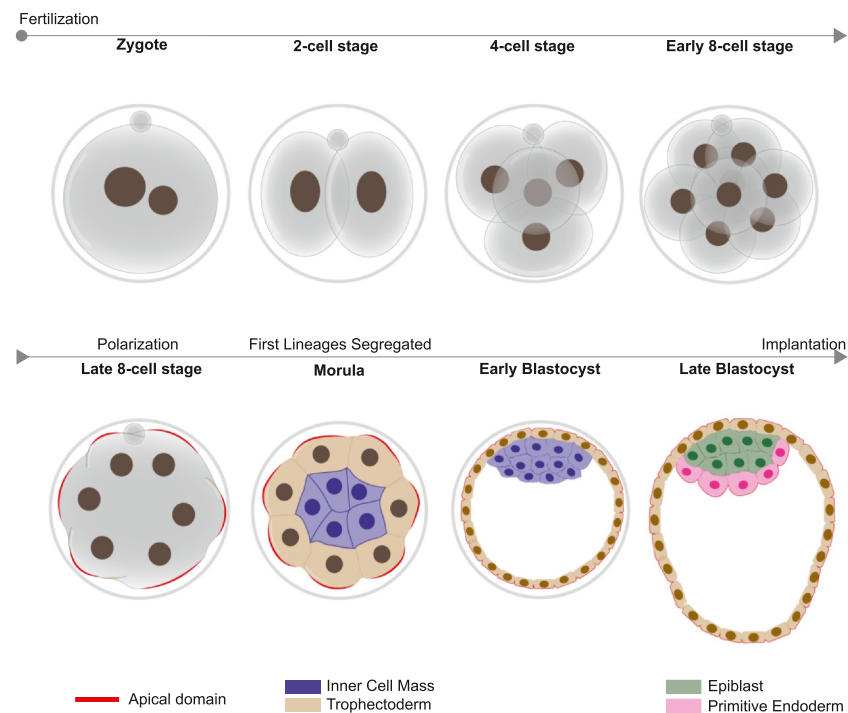 Fertilization
Zygote
2-cell stage
4-cell stage
Early 8-cell stage
Polarization
First Lineages Segregated
Implantation
Late 8-cell stage
Morula
Early Blastocyst
Late Blastocyst
Apical domain
Inner Cell Mass
Trophectoderm
Epiblast
Primitive Endoderm